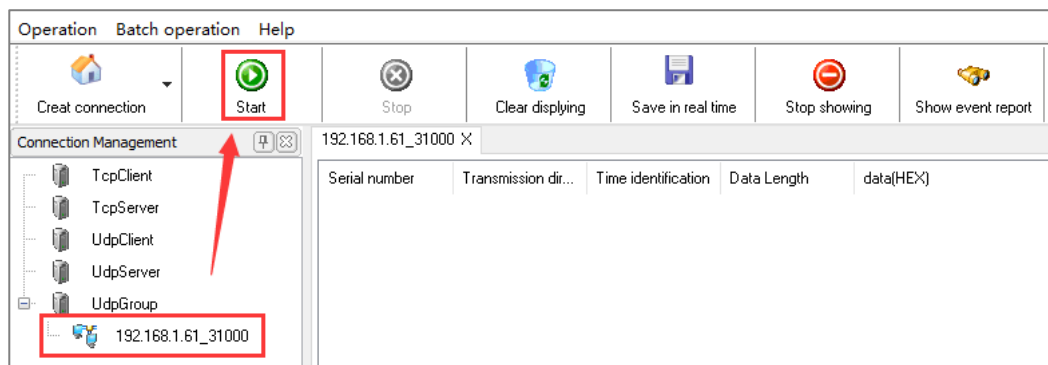 Operation Batch operation Help
Creat connection Start Stop Clear displying Save in real time Stop showing Show event report
Connection Management
192.168.1.61_31000 X
TcpClient
TcpServer
UdpClient
UdpServer
UdpGroup
192.168.1.61_31000
Serial number Transmission dir... Time identification Data Length data(HEX)